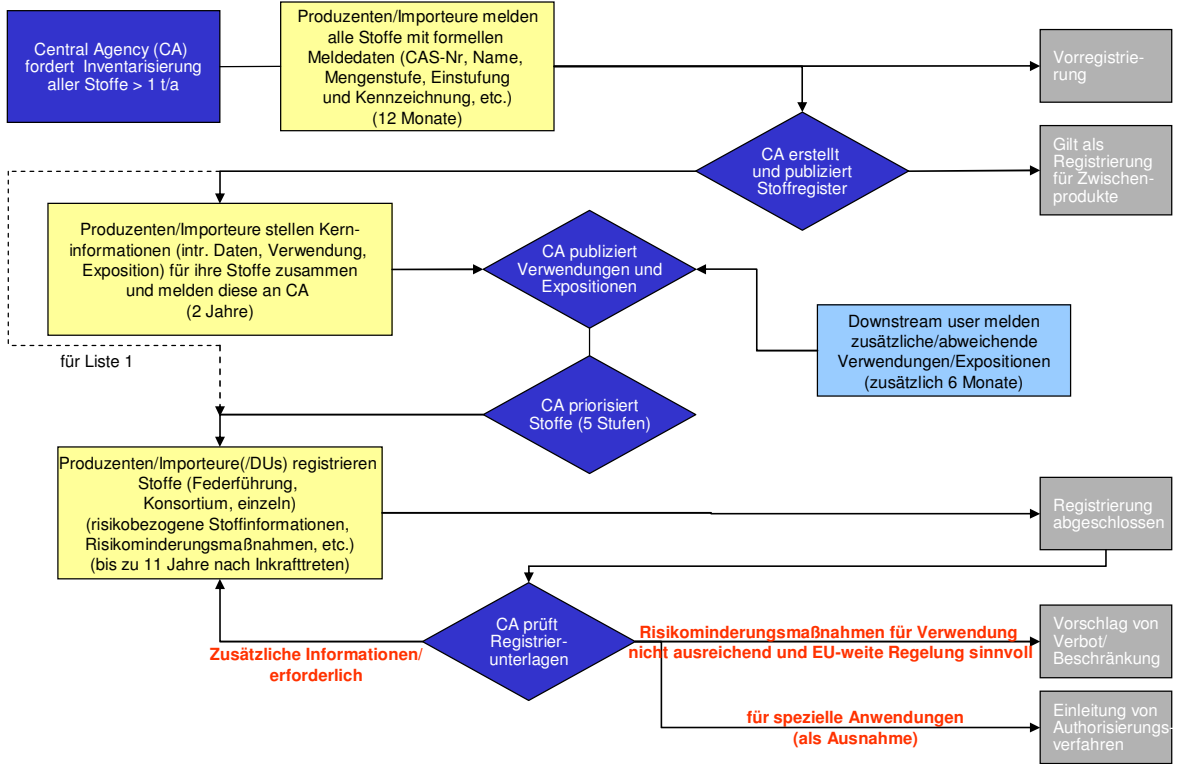 Central Agency (CA)
fordert Inventarisierung
aller Stoffe > 1 t/a
Produzenten/Importeure melden
alle Stoffe mit formellen
Meldedaten (CAS-Nr, Name,
Mengenstufe, Einstufung
und Kennzeichnung, etc.)
(12 Monate)
Vorregistrie-
rung
CA erstellt
und publiziert
Stoffregister
Gilt als
Registrierung
für Zwischen-
produkte
Produzenten/Importeure stellen Kern-
informationen (intr. Daten, Verwendung,
Exposition) für ihre Stoffe zusammen
und melden diese an CA
(2 Jahre)
CA publiziert
Verwendungen und
Expositionen
Downstream user melden
zusätzliche/abweichende
Verwendungen/Expositionen
(zusätzlich 6 Monate)
für Liste 1
CA priorisiert
Stoffe (5 Stufen)
Produzenten/Importeure(/DUs) registrieren
Stoffe (Federführung,
Konsortium, einzeln)
(risikobezogene Stoffinformationen,
Risikominderungsmaßnahmen, etc.)
(bis zu 11 Jahre nach Inkrafttreten)
Registrierung
abgeschlossen
CA prüft
Registrier-
unterlagen
Zusätzliche Informationen/
erforderlich
Risikominderungsmaßnahmen für Verwendung
nicht ausreichend und EU-weite Regelung sinnvoll
Vorschlag von
Verbot/
Beschränkung
für spezielle Anwendungen
(als Ausnahme)
Einleitung von
Authorisierungs-
verfahren